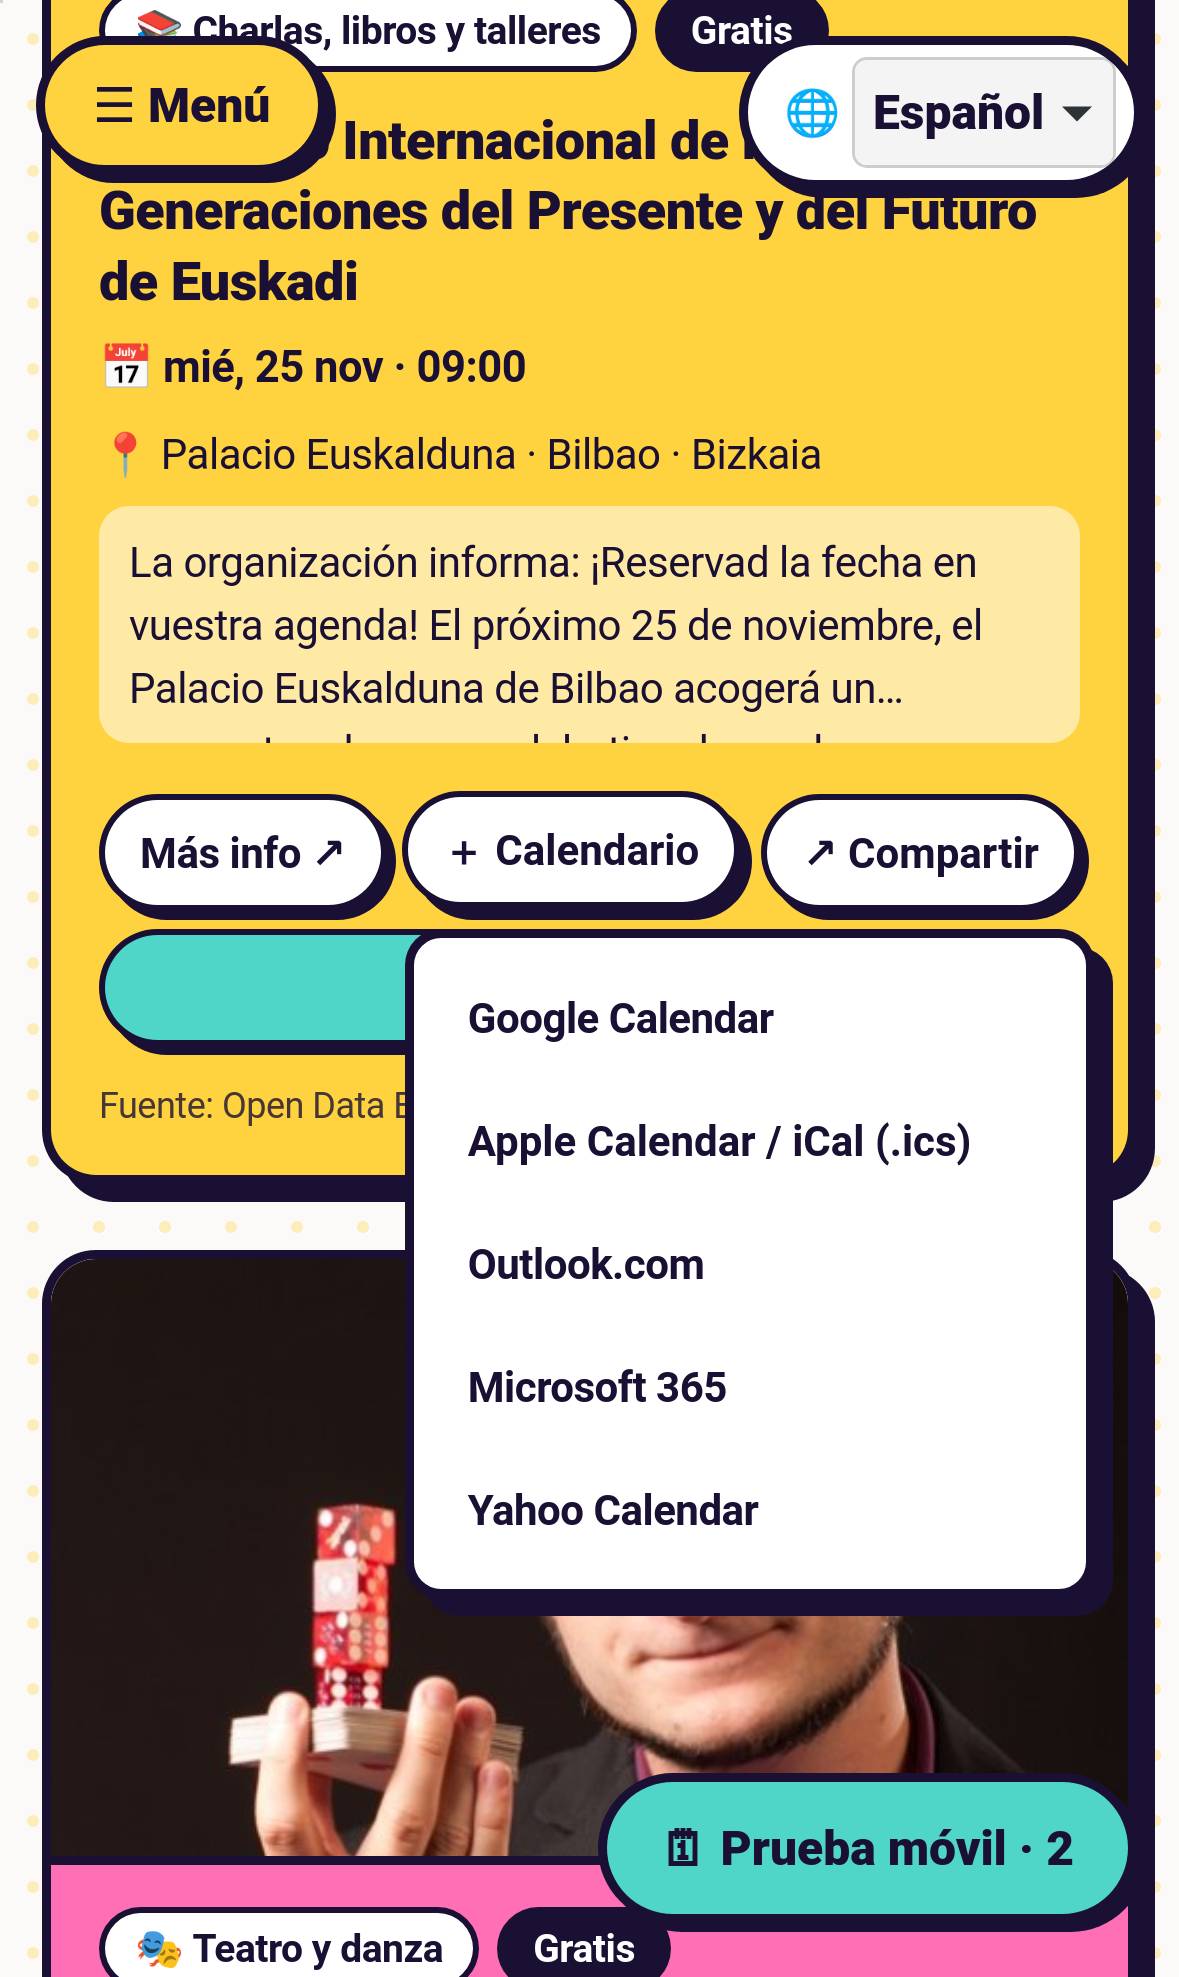 📚 Charlas, libros y talleres
Gratis
☰ Menú
🌐 Español
Internacional de
Generaciones del Presente y del Futuro
de Euskadi
📅 mié, 25 nov · 09:00
📍 Palacio Euskalduna · Bilbao · Bizkaia
La organización informa: ¡Reservad la fecha en
vuestra agenda! El próximo 25 de noviembre, el
Palacio Euskalduna de Bilbao acogerá un…
Más info ↗
+ Calendario
↗ Compartir
Google Calendar
Fuente: Open Data
Apple Calendar / iCal (.ics)
Outlook.com
Microsoft 365
Yahoo Calendar
Prueba móvil · 2
🎭 Teatro y danza
Gratis